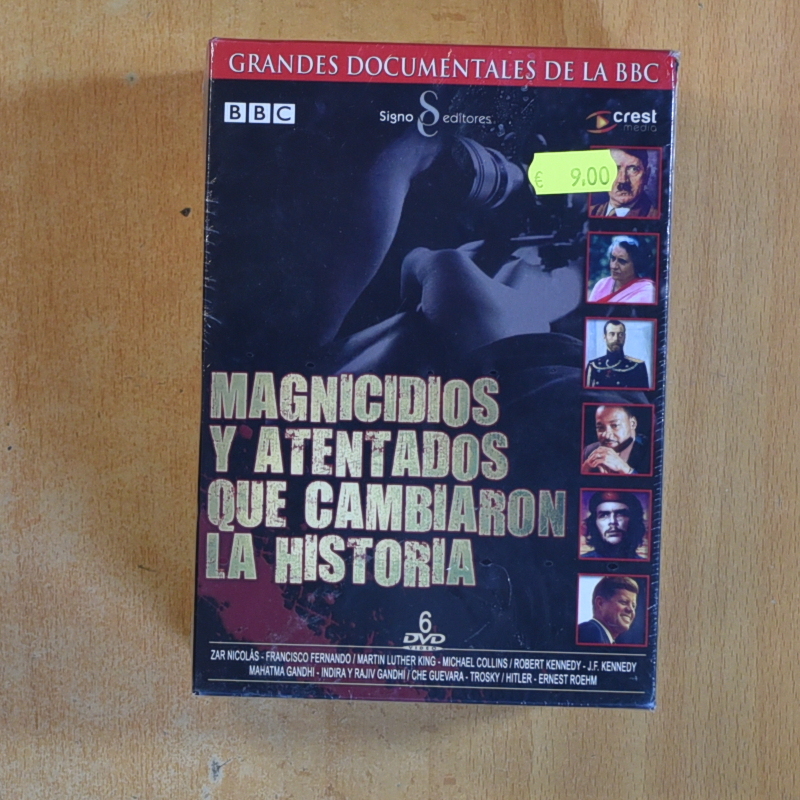 GRANDES DOCUMENTALES DE LA BBC
BBC
Signo editores
crest
media
€ 9.00
MAGNICIDIOS
Y ATENTADOS
QUE CAMBIARON
LA HISTORIA
6
DVD
VIDEO
ZAR NICOLÁS - FRANCISCO FERNANDO / MARTIN LUTHER KING - MICHAEL COLLINS / ROBERT KENNEDY - J.F. KENNEDY
MAHATMA GANDHI - INDIRA Y RAJIV GANDHI / CHE GUEVARA - TROSKY / HITLER - ERNEST ROEHM